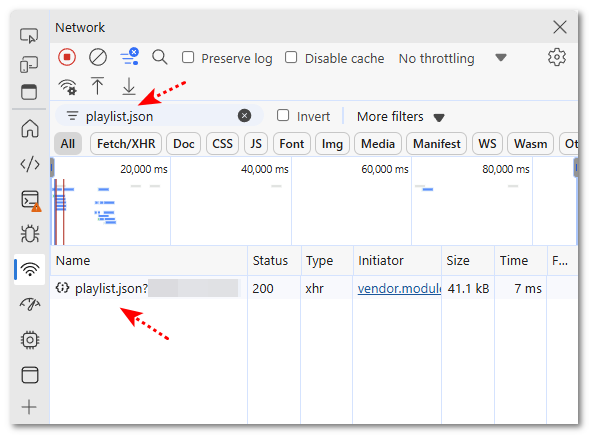 Network
Preserve log
Disable cache
No throttling
playlist.json
Invert
More filters
All
Fetch/XHR
Doc
CSS
JS
Font
Img
Media
Manifest
WS
Wasm
Ot
20,000 ms
40,000 ms
60,000 ms
80,000 ms
Name
Status
Type
Initiator
Size
Time
F...
playlist.json?
200
xhr
vendor.module
41.1 kB
7 ms